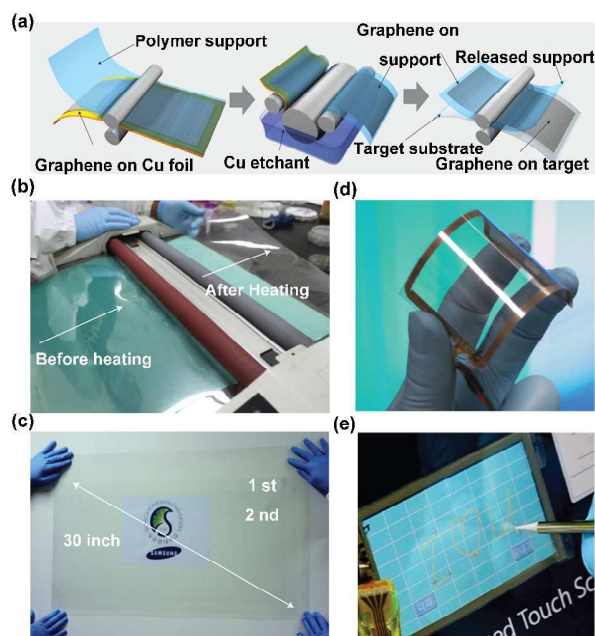 (a)
Polymer support
Graphene on Cu foil
Cu etchant
Graphene on
support
Released support
Target substrate
Graphene on target
(b)
Before heating
After Heating
(c)
1 st
2 nd
30 inch
SAMSUNG
(d)
(e)
ed Touch Sc